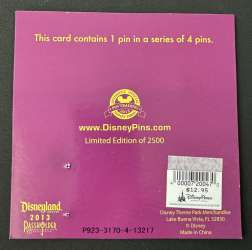 This card contains 1 pin in a series of 4 pins.
www.DisneyPins.com
Limited Edition of 2500
400007200472
$12.95
Disneyland
2013
PASSHOLDER
Disney Theme Park Merchandise
Lake Buena Vista, FL 32830
© Disney
Made in China
P923-3170-4-13217